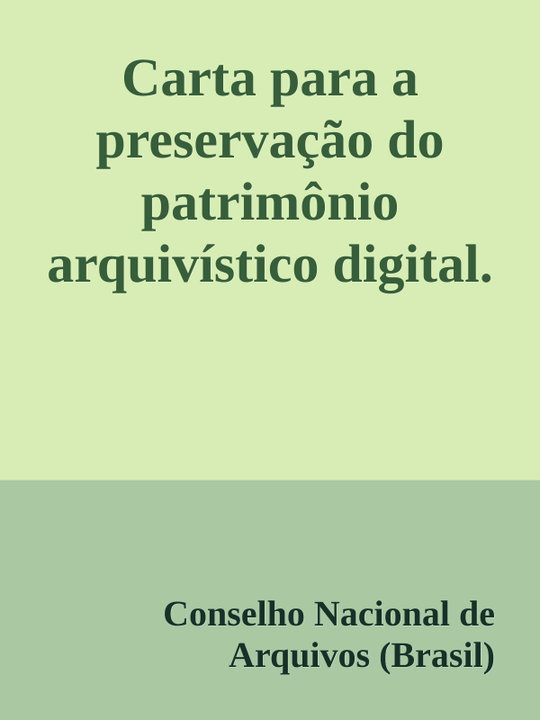 Carta para a
preservação do
patrimônio
arquivístico digital.
Conselho Nacional de
Arquivos (Brasil)